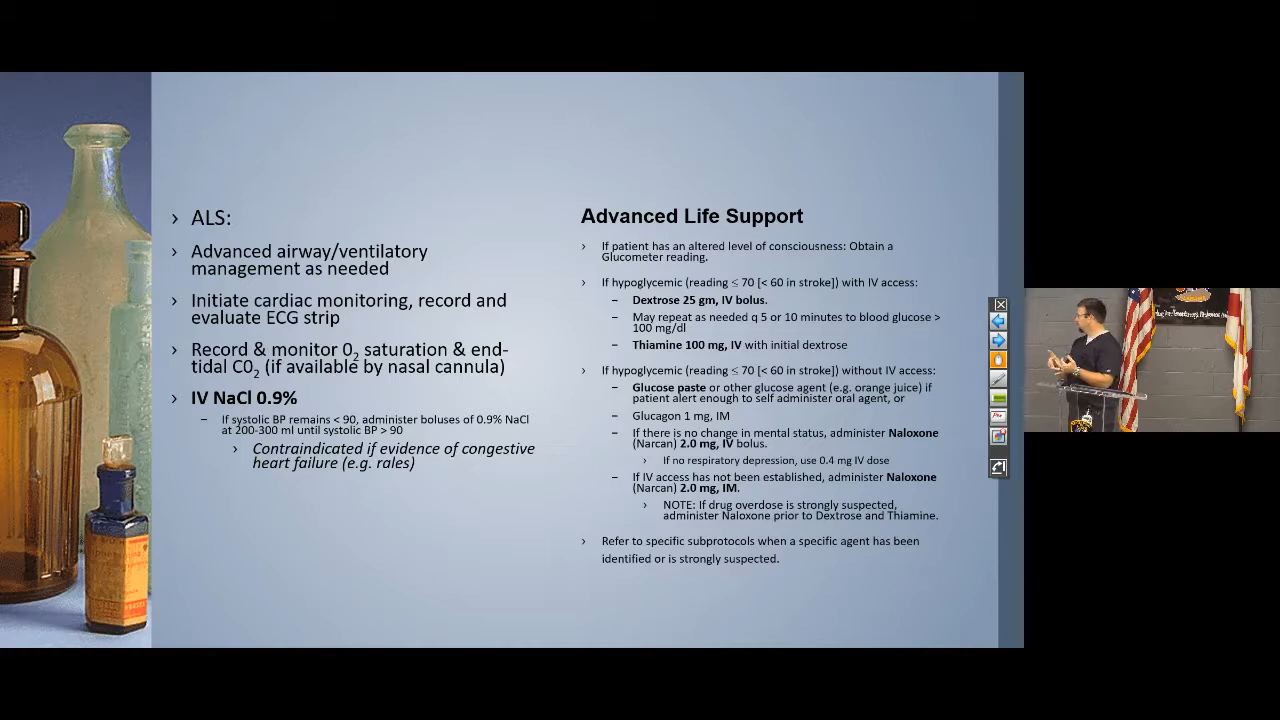 › ALS:
› Advanced airway/ventilatory
management as needed
› Initiate cardiac monitoring, record and
evaluate ECG strip
› Record & monitor 0₂ saturation & end-
tidal C0₂ (if available by nasal cannula)
› IV NaCl 0.9%
– If systolic BP remains < 90, administer boluses of 0.9% NaCl
at 200-300 ml until systolic BP > 90
› Contraindicated if evidence of congestive
heart failure (e.g. rales)
Advanced Life Support
› If patient has an altered level of consciousness: Obtain a
Glucometer reading.
› If hypoglycemic (reading ≤ 70 [< 60 in stroke]) with IV access:
– Dextrose 25 gm, IV bolus.
– May repeat as needed q 5 or 10 minutes to blood glucose >
100 mg/dl
– Thiamine 100 mg, IV with initial dextrose
› If hypoglycemic (reading ≤ 70 [< 60 in stroke]) without IV access:
– Glucose paste or other glucose agent (e.g. orange juice) if
patient alert enough to self administer oral agent, or
– Glucagon 1 mg, IM
– If there is no change in mental status, administer Naloxone
(Narcan) 2.0 mg, IV bolus.
› If no respiratory depression, use 0.4 mg IV dose
– If IV access has not been established, administer Naloxone
(Narcan) 2.0 mg, IM.
› NOTE: If drug overdose is strongly suspected,
administer Naloxone prior to Dextrose and Thiamine.
› Refer to specific subprotocols when a specific agent has been
identified or is strongly suspected.